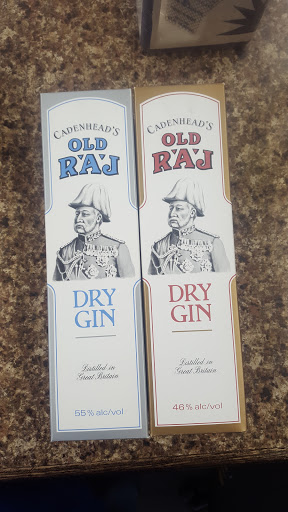 CADENHEAD'S
OLD
RAJ
DRY
GIN
Distilled in
Great Britain
55% alc/vol
CADENHEAD'S
OLD
RAJ
DRY
GIN
Distilled in
Great Britain
46% alc/vol